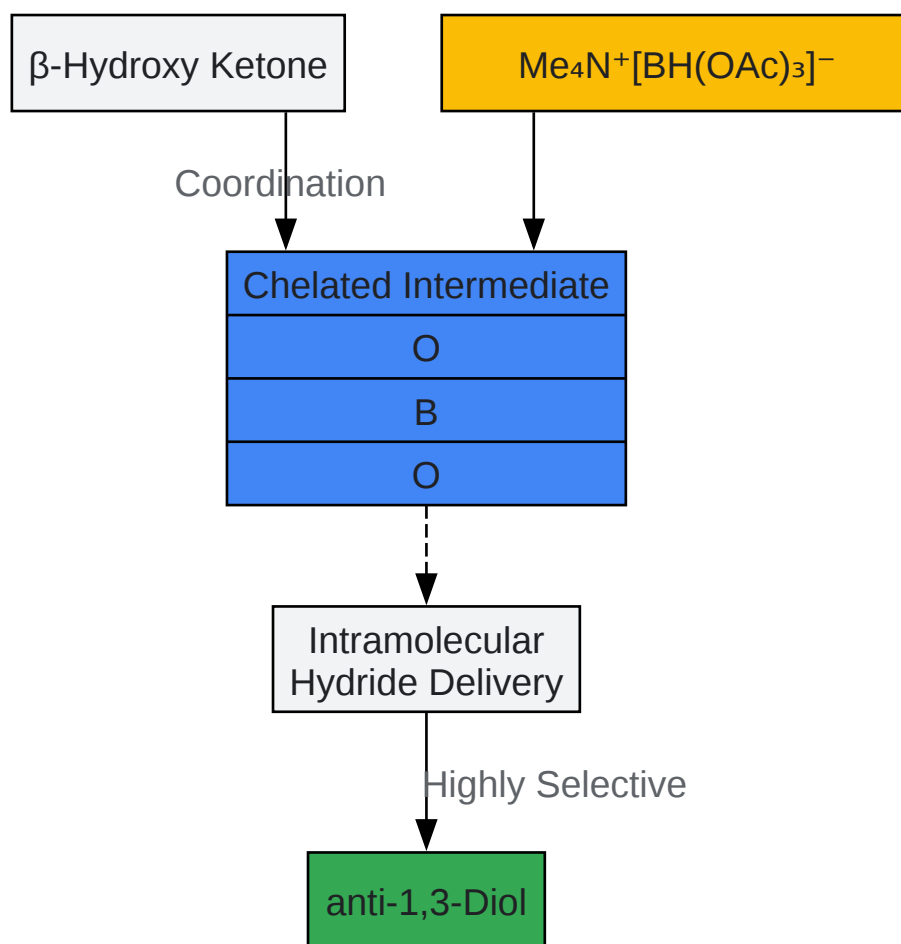 β-Hydroxy Ketone
Me₄N⁺[BH(OAc)₃]⁻
Coordination
Chelated Intermediate
O
B
O
Intramolecular
Hydride Delivery
Highly Selective
anti-1,3-Diol